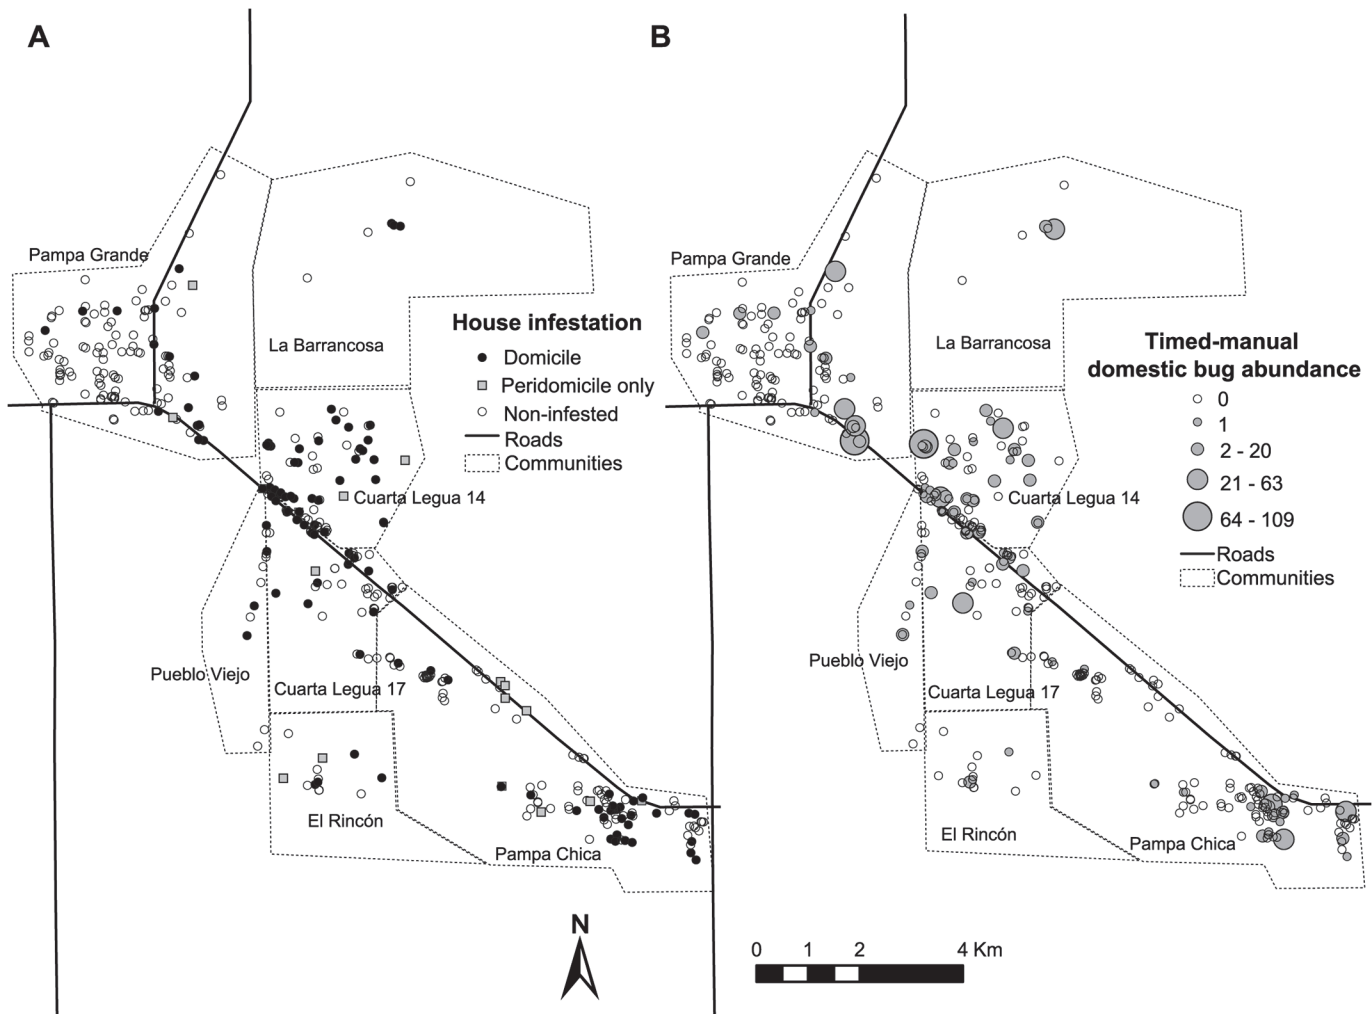 A
Pampa Grande
La Barrancosa
House infestation
Domicile
Peridomicile only
Non-infested
Roads
Communities
Cuarta Legua 14
Pueblo Viejo
Cuarta Legua 17
El Rincón
Pampa Chica
N
B
Pampa Grande
La Barrancosa
Timed-manual
domestic bug abundance
0
1
2 - 20
21 - 63
64 - 109
Roads
Communities
Cuarta Legua 14
Pueblo Viejo
Cuarta Legua 17
El Rincón
Pampa Chica
0 1 2 4 Km